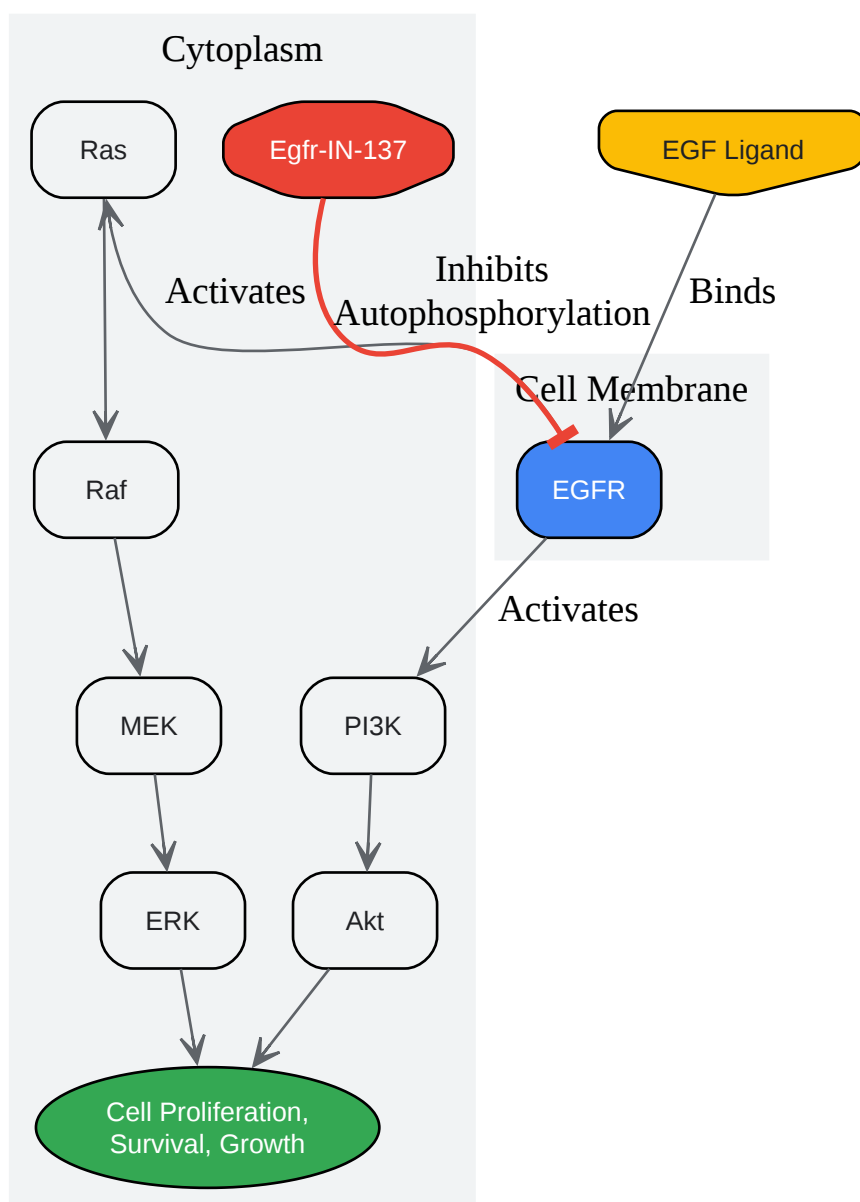 Cytoplasm
Ras
Egfr-IN-137
EGF Ligand
Activates
Inhibits
Autophosphorylation
Binds
Cell Membrane
Raf
EGFR
Activates
MEK
PI3K
ERK
Akt
Cell Proliferation,
Survival, Growth